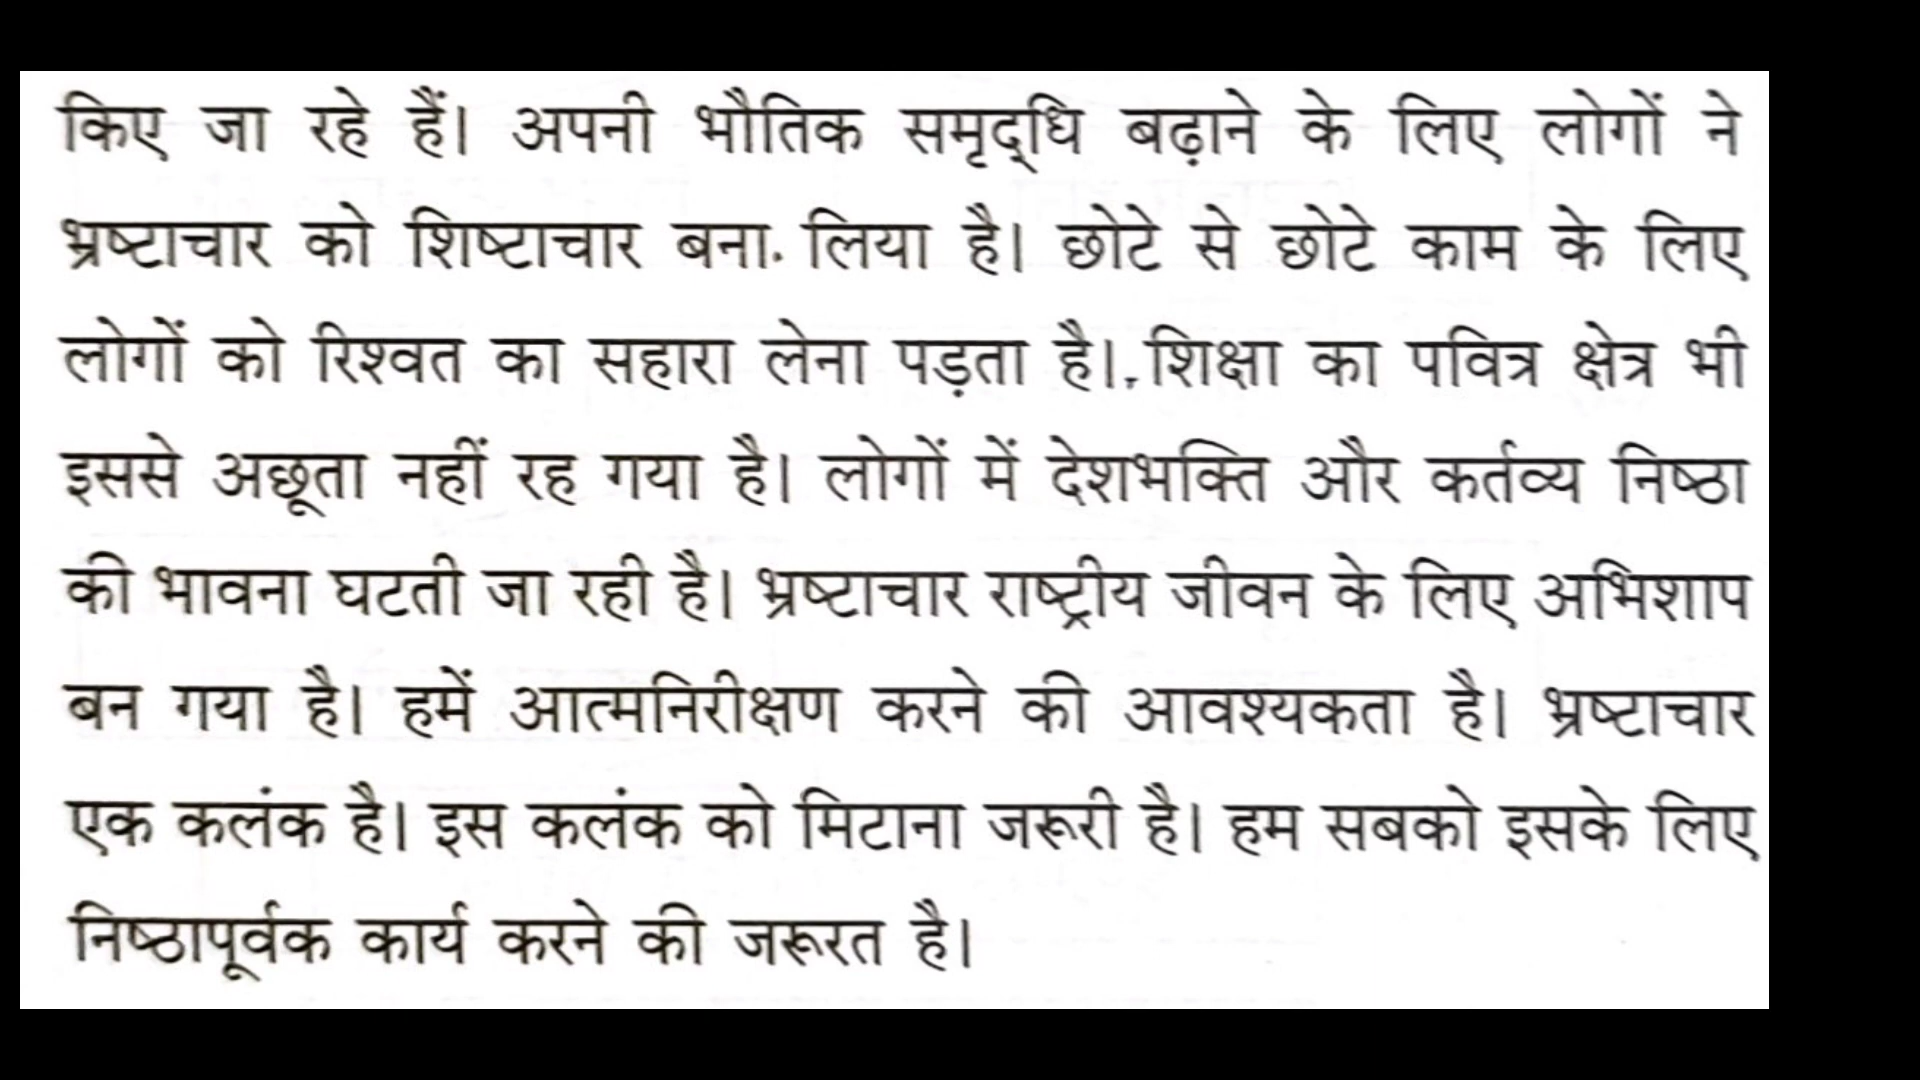 किए जा रहे हैं। अपनी भौतिक समृद्‌धि बढ़ाने के लिए लोगों ने
भ्रष्टाचार को शिष्टाचार बना. लिया है। छोटे से छोटे काम के लिए
लोगों को रिश्वत का सहारा लेना पड़ता है। शिक्षा का पवित्र क्षेत्र भी
इससे अछूता नहीं रह गया है। लोगों में देशभक्ति और कर्तव्य निष्ठा
की भावना घटती जा रही है। भ्रष्टाचार राष्ट्रीय जीवन के लिए अभिशाप
बन गया है। हमें आत्मनिरीक्षण करने की आवश्यकता है। भ्रष्टाचार
एक कलंक है। इस कलंक को मिटाना जरूरी है। हम सबको इसके लिए
निष्ठापूर्वक कार्य करने की जरूरत है।